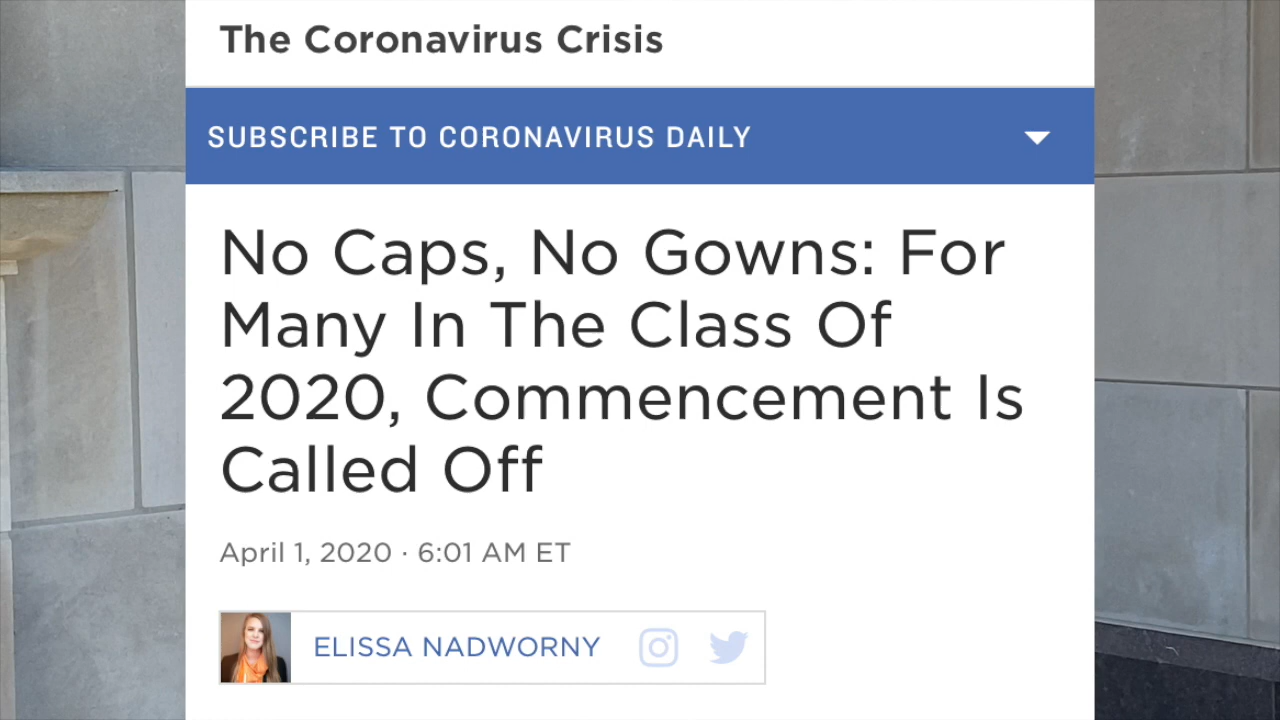 The Coronavirus Crisis
SUBSCRIBE TO CORONAVIRUS DAILY
No Caps, No Gowns: For
Many In The Class Of
2020, Commencement Is
Called Off
April 1, 2020 · 6:01 AM ET
ELISSA NADWORNY